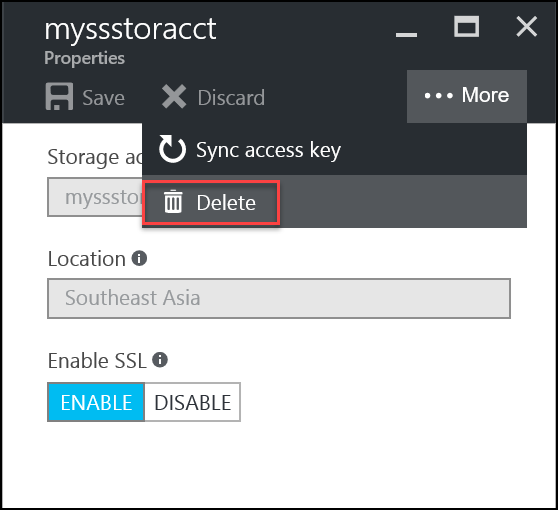 myssstoracct
Properties
Save Discard ... More
Sync access key
Delete
Storage ac
myssstor
Location
Southeast Asia
Enable SSL
ENABLE DISABLE